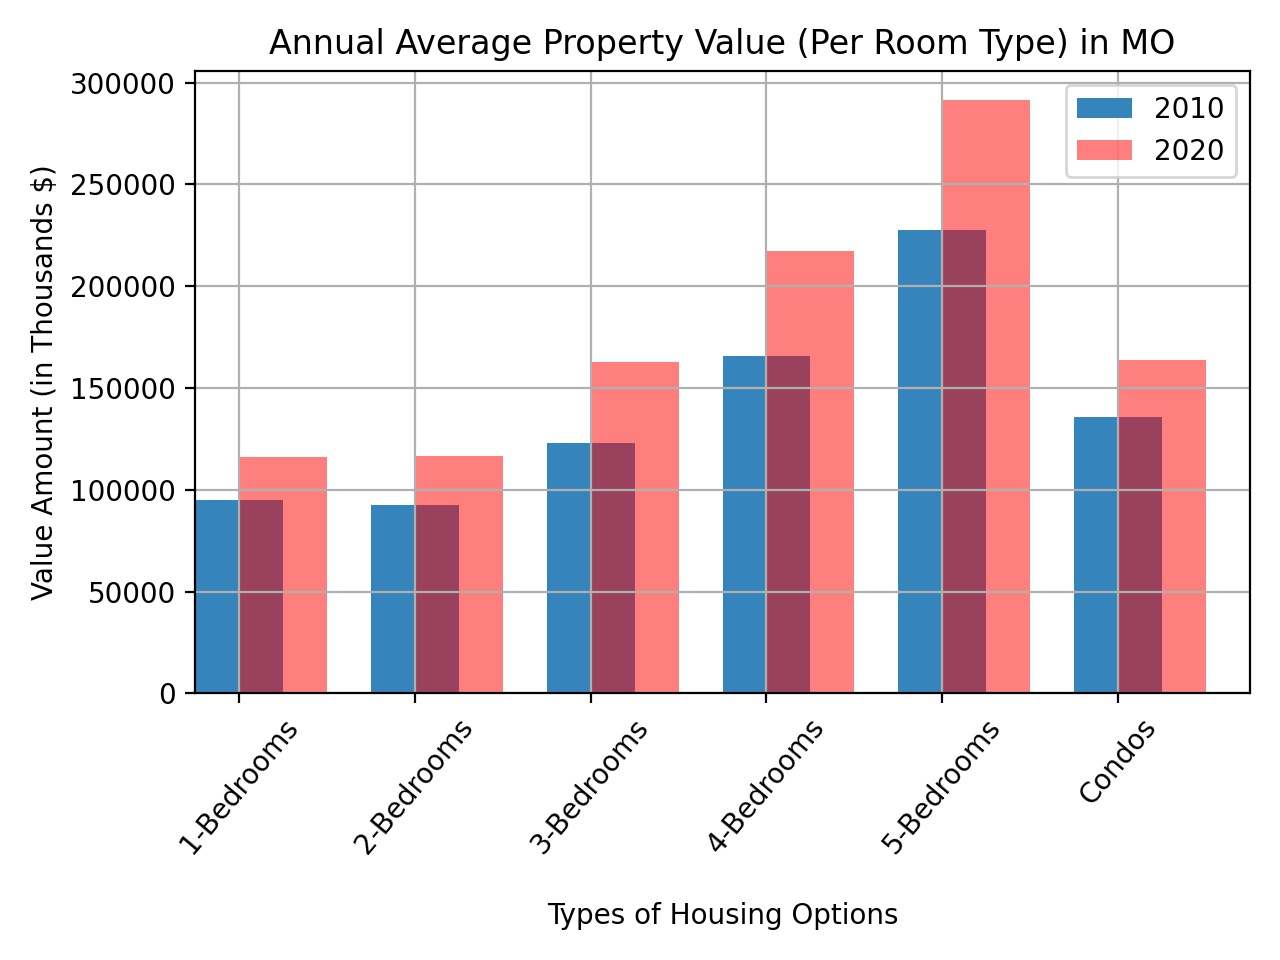 Annual Average Property Value (Per Room Type) in MO
Value Amount (in Thousands $)
300000
250000
200000
150000
100000
50000
0
2010
2020
1-Bedrooms
2-Bedrooms
3-Bedrooms
4-Bedrooms
5-Bedrooms
Condos
Types of Housing Options